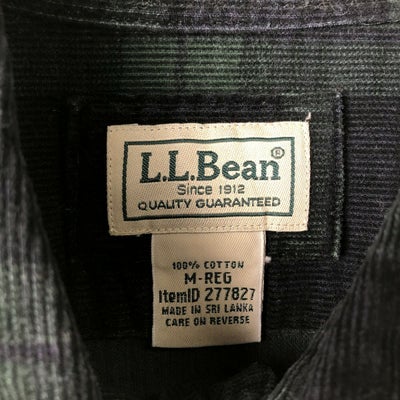 L.L.Bean®
Since 1912
QUALITY GUARANTEED
100% COTTON
M-REG
ItemID 277827
MADE IN SRI LANKA
CARE ON REVERSE